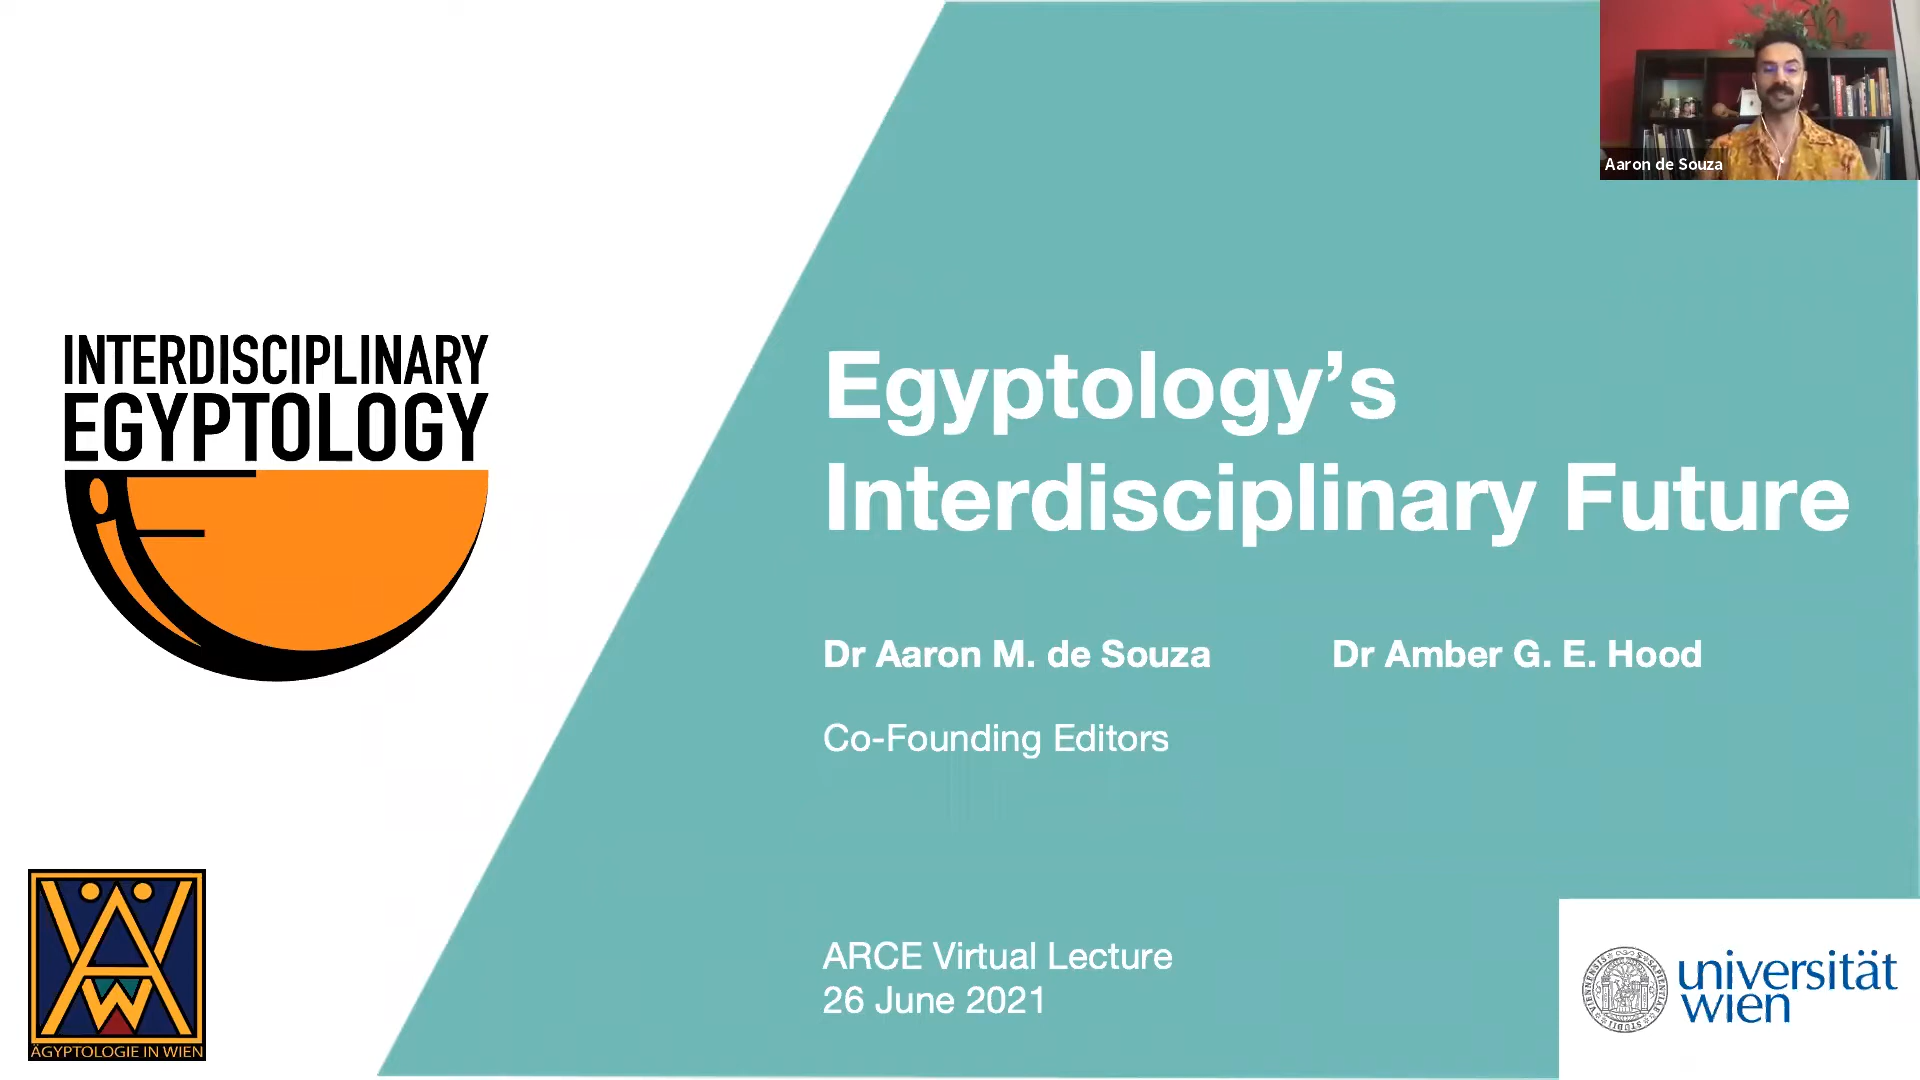 Aaron de Souza
INTERDISCIPLINARY
EGYPTOLOGY
Egyptology’s
Interdisciplinary Future
Dr Aaron M. de Souza
Dr Amber G. E. Hood
Co-Founding Editors
ARCE Virtual Lecture
26 June 2021
ÄGYPTOLOGIE IN WIEN
universität
wien